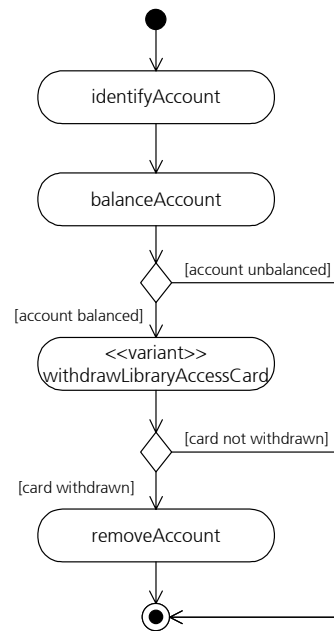 identifyAccount
balanceAccount
[account unbalanced]
[account balanced]
<<variant>>
withdrawLibraryAccessCard
[card not withdrawn]
[card withdrawn]
removeAccount